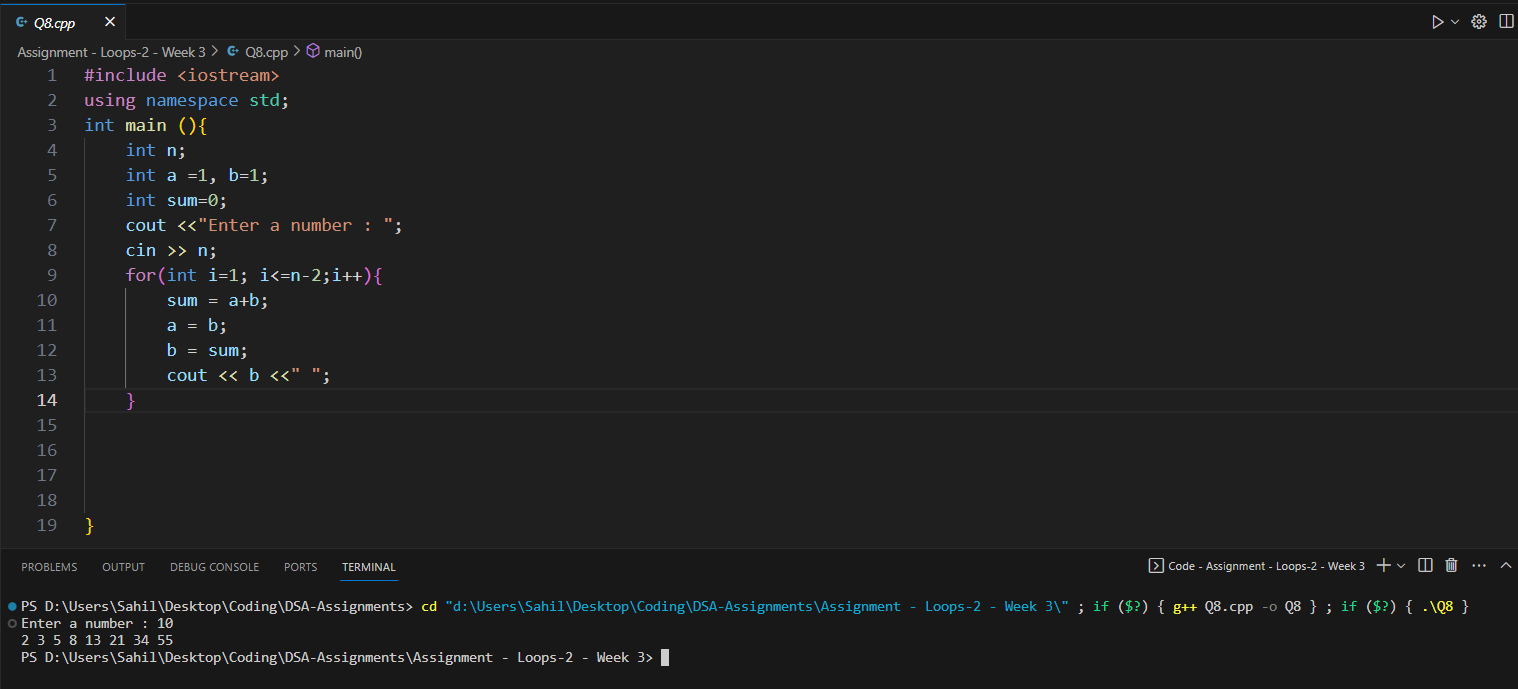 Q8.cpp
Assignment - Loops-2 - Week 3 > Q8.cpp > main()
1 #include <iostream>
2 using namespace std;
3 int main (){
4 int n;
5 int a =1, b=1;
6 int sum=0;
7 cout <<"Enter a number : ";
8 cin >> n;
9 for(int i=1; i<=n-2;i++){
10 sum = a+b;
11 a = b;
12 b = sum;
13 cout << b <<" ";
14 }
15
16
17
18
19 }
PROBLEMS OUTPUT DEBUG CONSOLE PORTS TERMINAL Code - Assignment - Loops-2 - Week 3
PS D:\Users\Sahil\Desktop\Coding\DSA-Assignments> cd "d:\Users\Sahil\Desktop\Coding\DSA-Assignments\Assignment - Loops-2 - Week 3\" ; if ($?) { g++ Q8.cpp -o Q8 } ; if ($?) { .\Q8 }
Enter a number : 10
2 3 5 8 13 21 34 55
PS D:\Users\Sahil\Desktop\Coding\DSA-Assignments\Assignment - Loops-2 - Week 3>